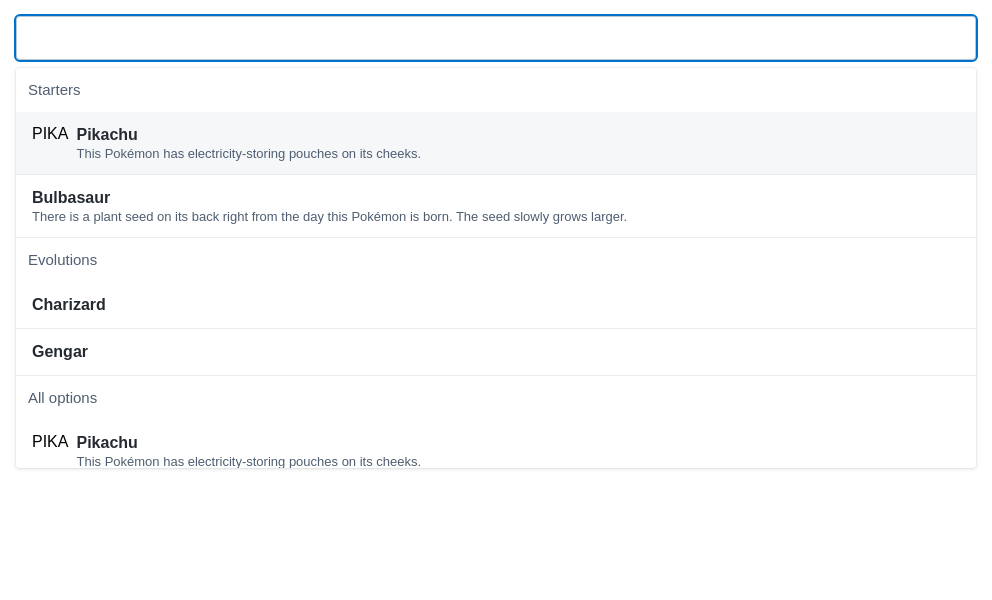 Starters
PIKA Pikachu
This Pokémon has electricity-storing pouches on its cheeks.
Bulbasaur
There is a plant seed on its back right from the day this Pokémon is born. The seed slowly grows larger.
Evolutions
Charizard
Gengar
All options
PIKA Pikachu
This Pokémon has electricity-storing pouches on its cheeks.